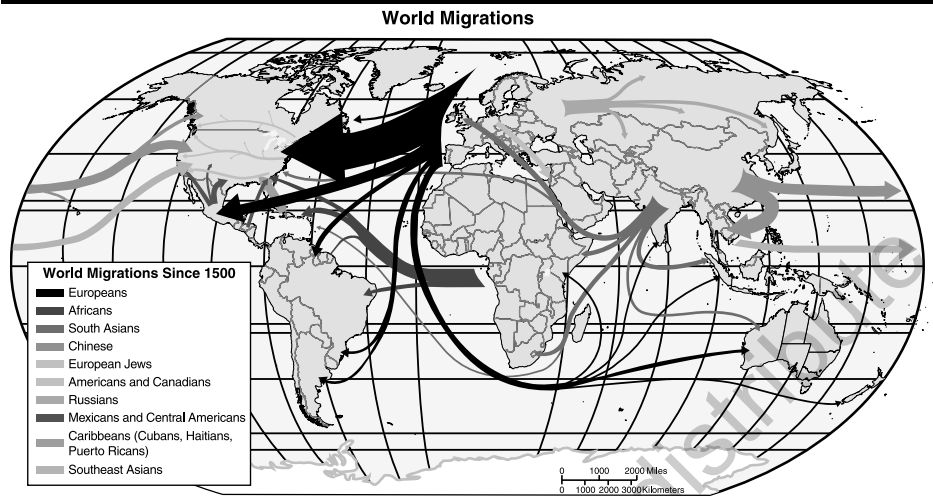 World Migrations
World Migrations Since 1500
Europeans
Africans
South Asians
Chinese
European Jews
Americans and Canadians
Russians
Mexicans and Central Americans
Caribbeans (Cubans, Haitians,
Puerto Ricans)
Southeast Asians
0 1000 2000 Miles
0 1000 2000 3000 Kilometers
distribute